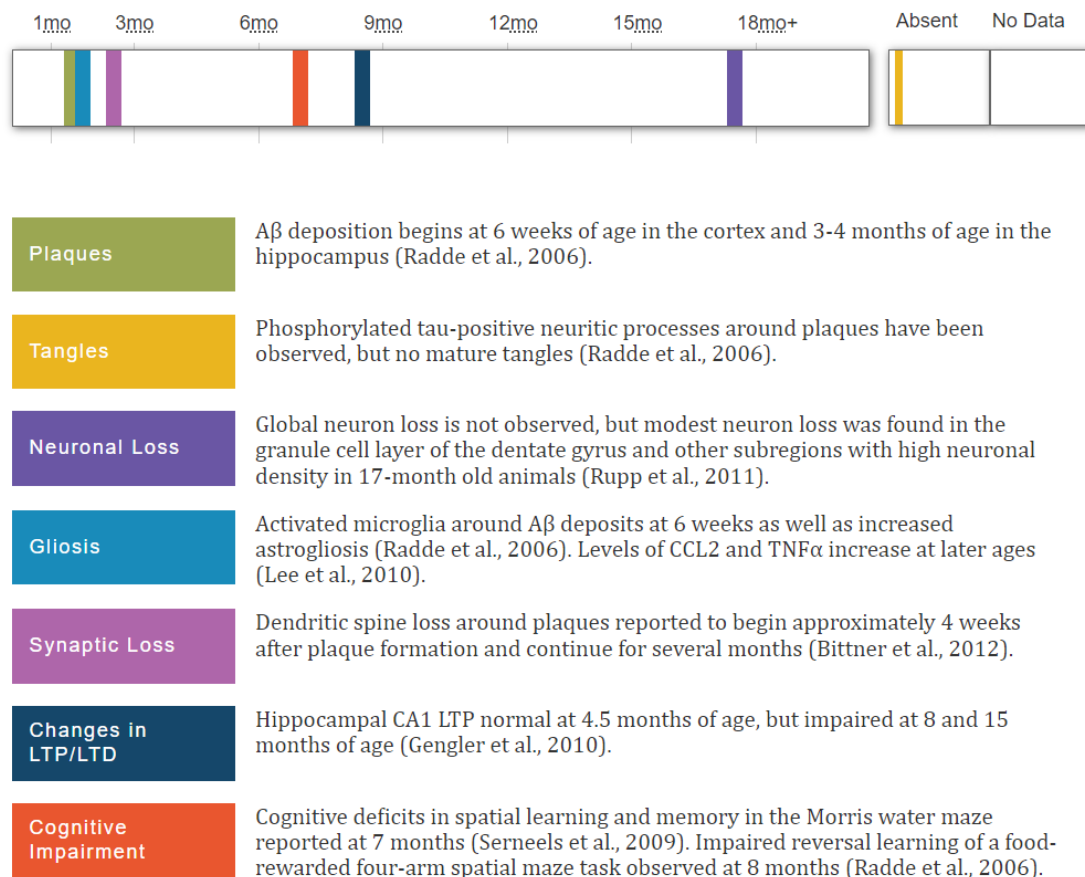 1mo 3mo 6mo 9mo 12mo 15mo 18mo+ Absent No Data
Plaques
Aβ deposition begins at 6 weeks of age in the cortex and 3-4 months of age in the
hippocampus (Radde et al., 2006).
Tangles
Phosphorylated tau-positive neuritic processes around plaques have been
observed, but no mature tangles (Radde et al., 2006).
Neuronal Loss
Global neuron loss is not observed, but modest neuron loss was found in the
granule cell layer of the dentate gyrus and other subregions with high neuronal
density in 17-month old animals (Rupp et al., 2011).
Gliosis
Activated microglia around Aβ deposits at 6 weeks as well as increased
astrogliosis (Radde et al., 2006). Levels of CCL2 and TNFα increase at later ages
(Lee et al., 2010).
Synaptic Loss
Dendritic spine loss around plaques reported to begin approximately 4 weeks
after plaque formation and continue for several months (Bittner et al., 2012).
Changes in
LTP/LTD
Hippocampal CA1 LTP normal at 4.5 months of age, but impaired at 8 and 15
months of age (Gengler et al., 2010).
Cognitive
Impairment
Cognitive deficits in spatial learning and memory in the Morris water maze
reported at 7 months (Serneels et al., 2009). Impaired reversal learning of a food-
rewarded four-arm spatial maze task observed at 8 months (Radde et al., 2006).